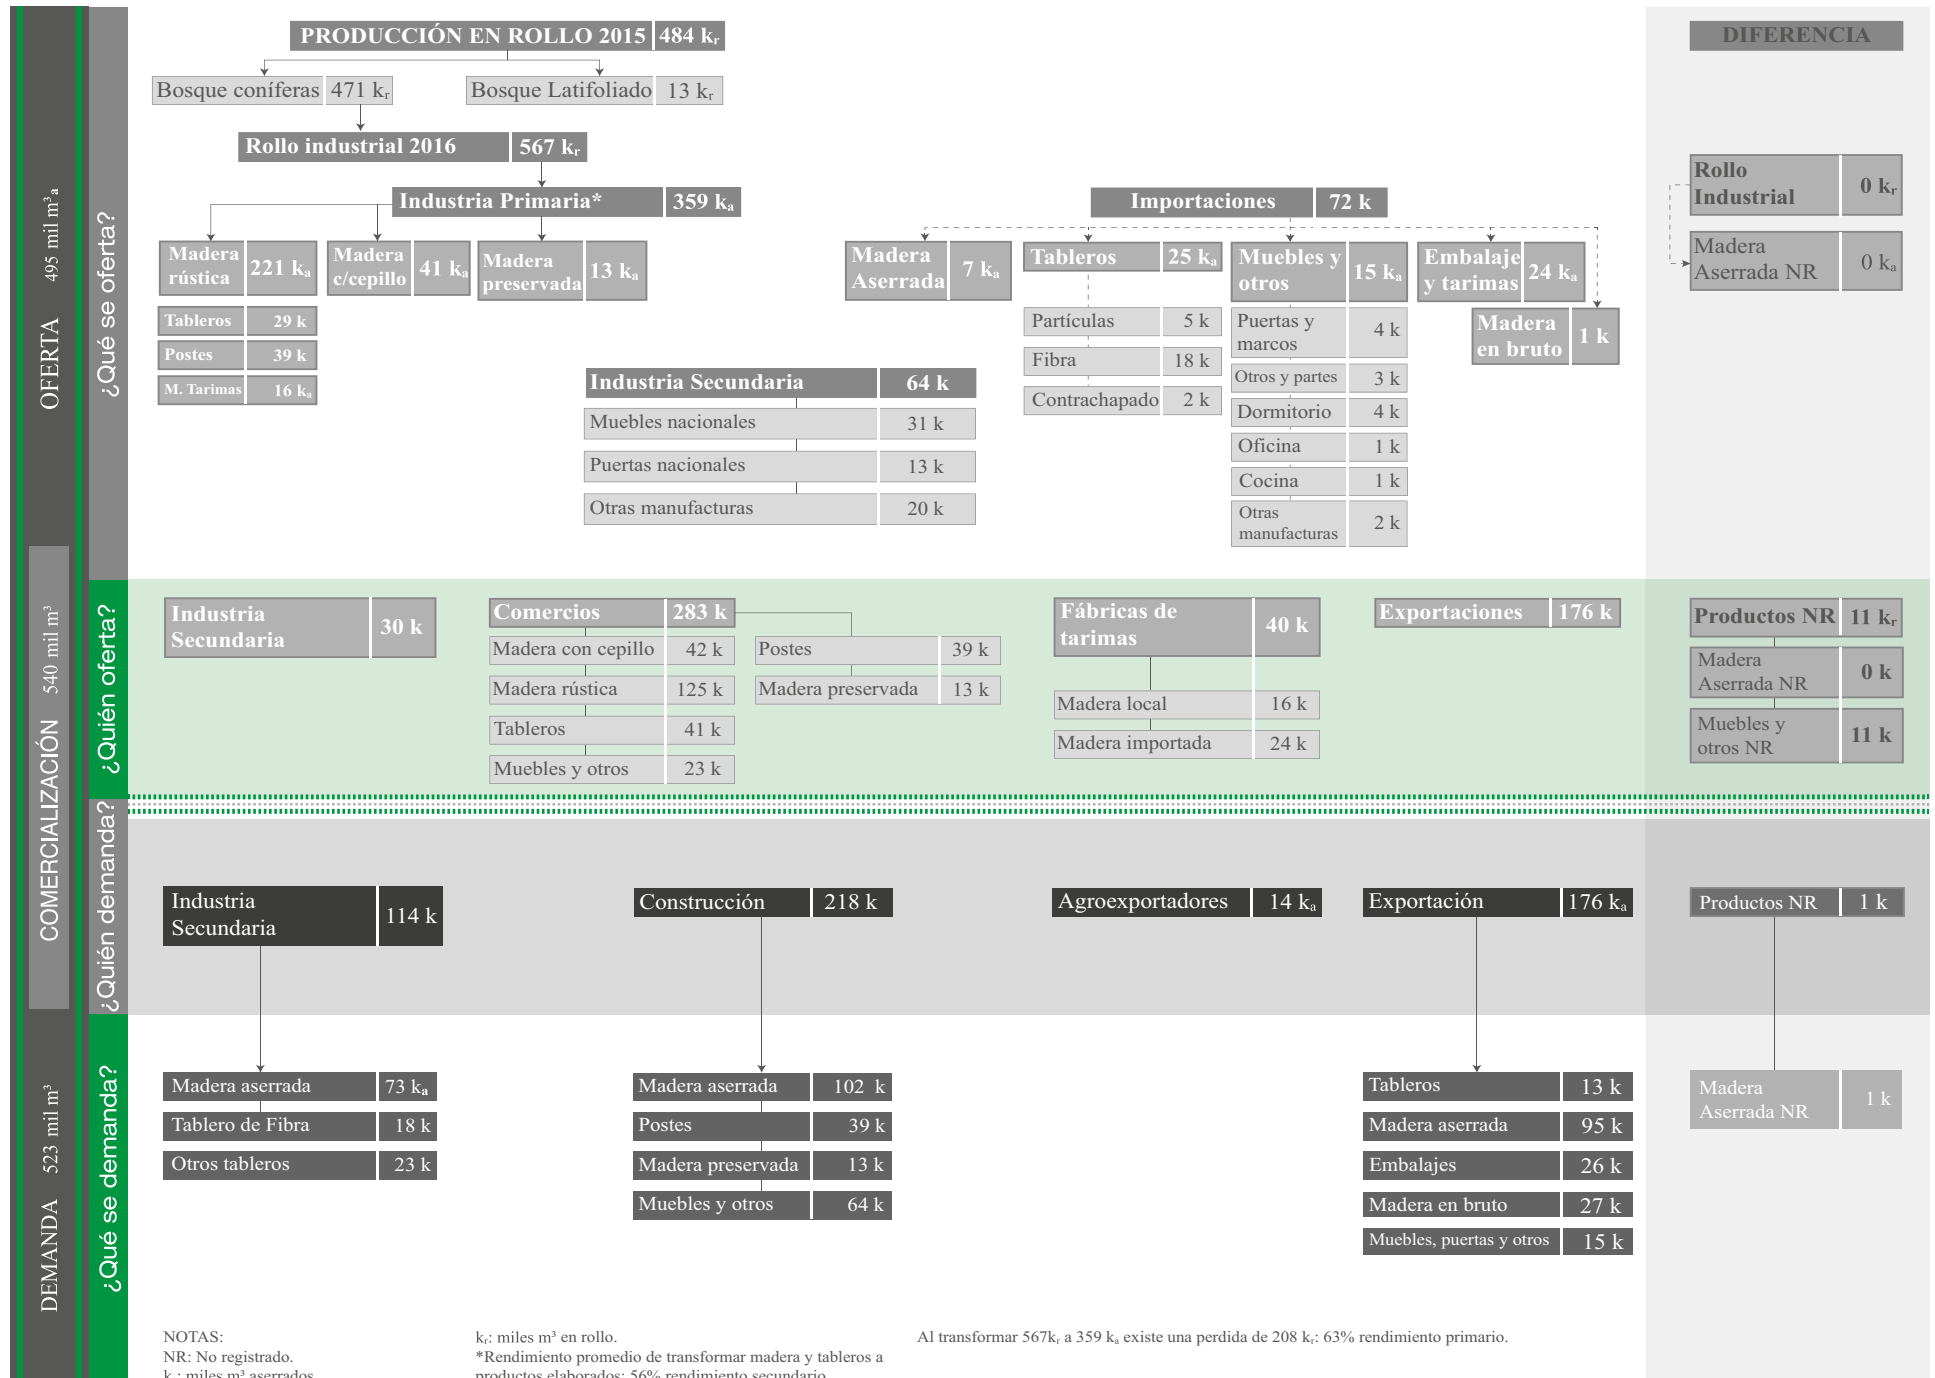 PRODUCCIÓN EN ROLLO 2015 484 kᵣ
DIFERENCIA
Bosque coníferas 471 kᵣ
Bosque Latifoliado 13 kᵣ
Rollo industrial 2016 567 kᵣ
Industria Primaria* 359 kₐ
Madera
rústica 221 kₐ
Madera
c/cepillo 41 kₐ
Madera
preservada 13 kₐ
Tableros 29 k
Postes 39 k
M. Tarimas 16 kₐ
Industria Secundaria 64 k
Muebles nacionales 31 k
Puertas nacionales 13 k
Otras manufacturas 20 k
Importaciones 72 k
Madera
Aserrada 7 kₐ
Tableros 25 kₐ
Partículas 5 k
Fibra 18 k
Contrachapado 2 k
Muebles y
otros 15 kₐ
Puertas y
marcos 4 k
Otros y partes 3 k
Dormitorio 4 k
Oficina 1 k
Cocina 1 k
Otras
manufacturas 2 k
Embalaje
y tarimas 24 kₐ
Madera
en bruto 1 k
Rollo
Industrial 0 kᵣ
Madera
Aserrada NR 0 kₐ
OFERTA 495 mil m³ₐ
¿Qué se oferta?
COMERCIALIZACIÓN 540 mil m³
¿Quién oferta?
Industria
Secundaria 30 k
Comercios 283 k
Madera con cepillo 42 k
Madera rústica 125 k
Tableros 41 k
Muebles y otros 23 k
Postes 39 k
Madera preservada 13 k
Fábricas de
tarimas 40 k
Madera local 16 k
Madera importada 24 k
Exportaciones 176 k
Productos NR 11 kᵣ
Madera
Aserrada NR 0 k
Muebles y
otros NR 11 k
¿Quién demanda?
Industria
Secundaria 114 k
Construcción 218 k
Agroexportadores 14 kₐ
Exportación 176 kₐ
Productos NR 1 k
DEMANDA 523 mil m³
¿Qué se demanda?
Madera aserrada 73 kₐ
Tablero de Fibra 18 k
Otros tableros 23 k
Madera aserrada 102 k
Postes 39 k
Madera preservada 13 k
Muebles y otros 64 k
Tableros 13 k
Madera aserrada 95 k
Embalajes 26 k
Madera en bruto 27 k
Muebles, puertas y otros 15 k
Madera
Aserrada NR 1 k
NOTAS:
NR: No registrado.
kₐ: miles m³ aserrados
kᵣ: miles m³ en rollo.
*Rendimiento promedio de transformar madera y tableros a
productos elaborados: 56% rendimiento secundario
Al transformar 567kᵣ a 359 kₐ existe una perdida de 208 kᵣ: 63% rendimiento primario.